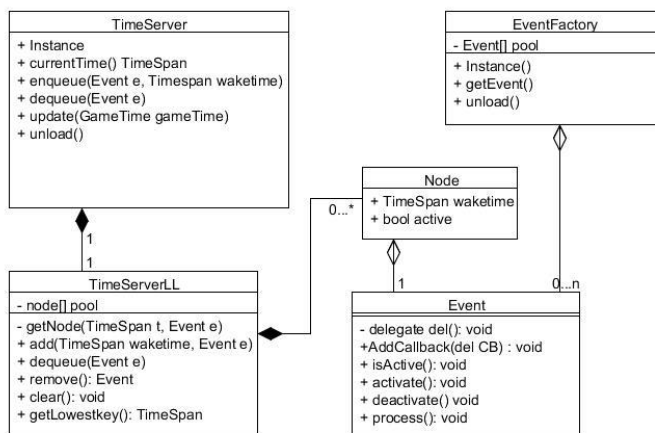 TimeServer
+ Instance
+ currentTime() TimeSpan
+ enqueue(Event e, Timespan waketime)
+ dequeue(Event e)
+ update(GameTime gameTime)
+ unload()
EventFactory
- Event[] pool
+ Instance()
+ getEvent()
+ unload()
Node
+ TimeSpan waketime
+ bool active
0...*
1
1
1
0...n
TimeServerLL
- node[] pool
- getNode(TimeSpan t, Event e)
+ add(TimeSpan waketime, Event e)
+ dequeue(Event e)
+ remove(): Event
+ clear(): void
+ getLowestkey(): TimeSpan
Event
- delegate del(): void
+AddCallback(del CB) : void
+ isActive(): void
+ activate(): void
+ deactivate() void
+ process(): void